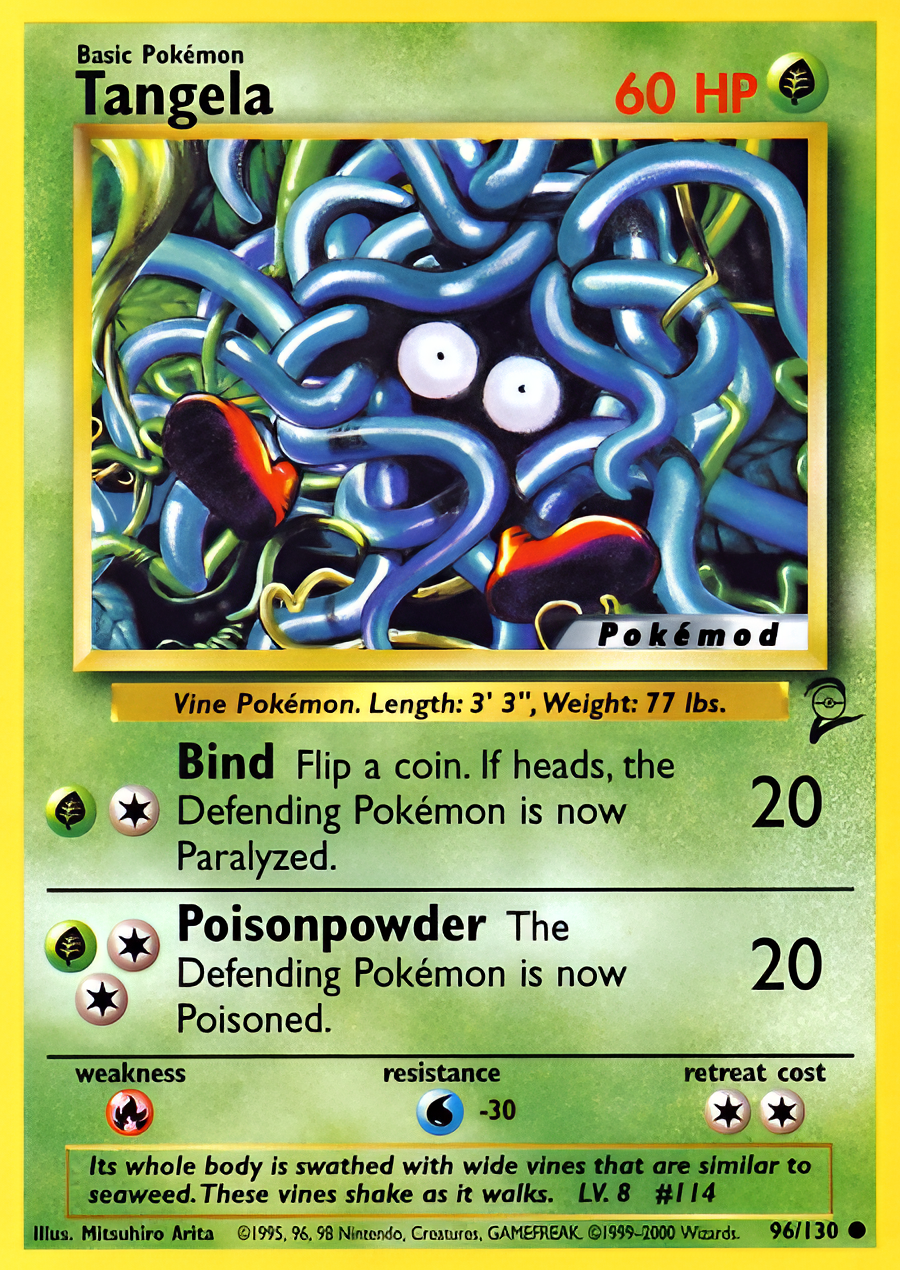 Basic Pokémon
Tangela
60 HP
Pokémod
Vine Pokémon. Length: 3' 3", Weight: 77 lbs.
Bind Flip a coin. If heads, the
Defending Pokémon is now
Paralyzed.
20
Poisonpowder The
Defending Pokémon is now
Poisoned.
20
weakness resistance retreat cost
-30
Its whole body is swathed with wide vines that are similar to
seaweed. These vines shake as it walks. LV. 8 #114
Illus. Mitsuhiro Arita ©1995, 96, 98 Nintendo, Creatures, GAMEFREAK. ©1999-2000 Wizards. 96/130